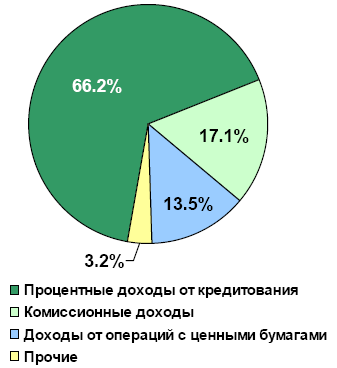 66.2%
17.1%
13.5%
3.2%
Процентные доходы от кредитования
Комиссионные доходы
Доходы от операций с ценными бумагами
Прочие